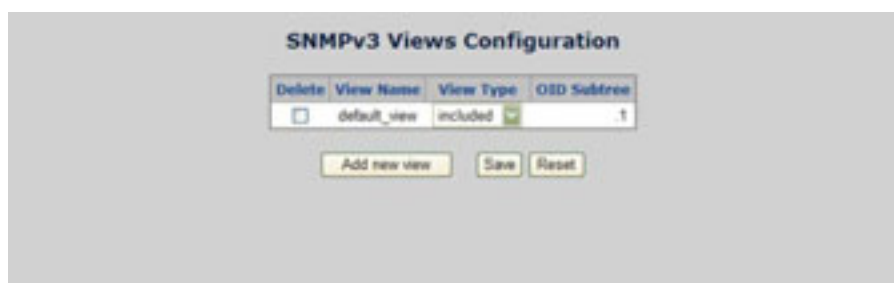 SNMPv3 Views Configuration
Delete View Name View Type OID Subtree
default_view included .1
Add new view Save Reset